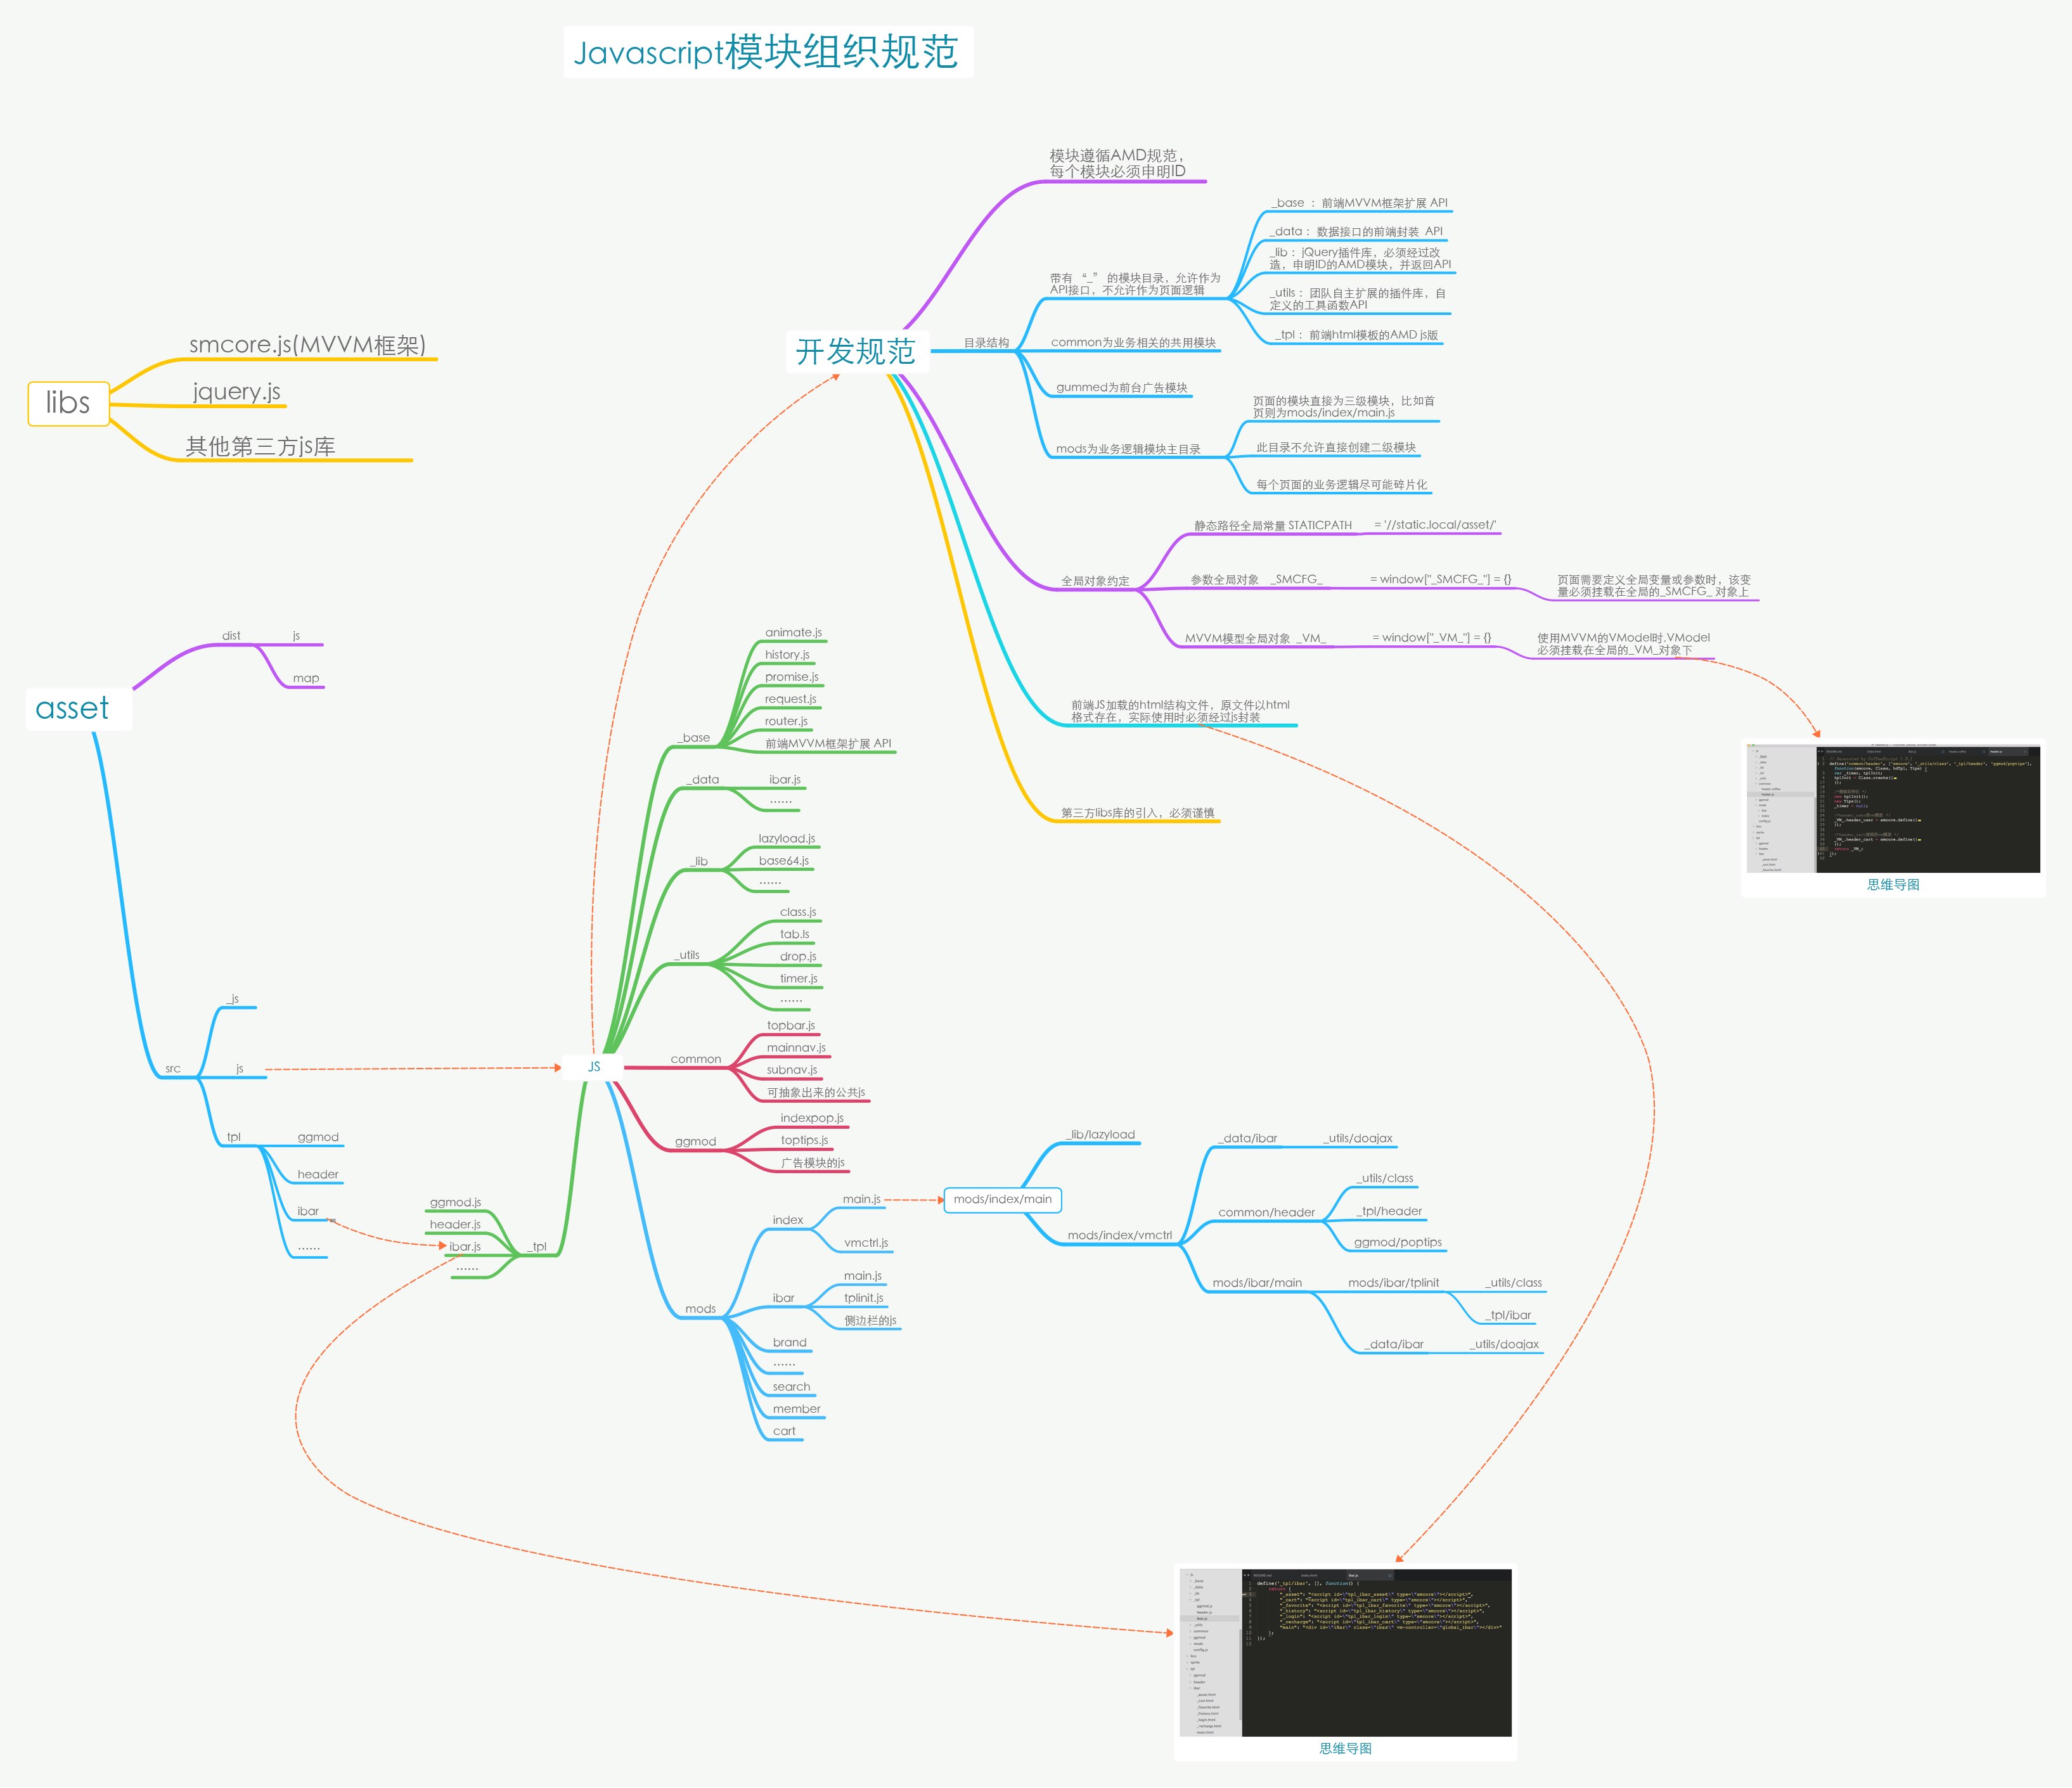 Javascript模块组织规范
libs
smcore.js(MVVM框架)
jquery.js
其他第三方js库
开发规范
模块遵循AMD规范，
每个模块必须申明ID
目录结构
带有 “_” 的模块目录，允许作为
API接口，不允许作为页面逻辑
_base ：前端MVVM框架扩展 API
_data： 数据接口的前端封装 API
_lib： jQuery插件库，必须经过改
造，申明ID的AMD模块，并返回API
_utils： 团队自主扩展的插件库，自
定义的工具函数API
_tpl： 前端html模板的AMD js版
common为业务相关的共用模块
gummed为前台广告模块
mods为业务逻辑模块主目录
页面的模块直接为三级模块，比如首
页则为mods/index/main.js
此目录不允许直接创建二级模块
每个页面的业务逻辑尽可能碎片化
全局对象约定
静态路径全局常量 STATICPATH
= '//static.local/asset/'
参数全局对象 _SMCFG_
= window["_SMCFG_"] = {}
页面需要定义全局变量或参数时，该变
量必须挂载在全局的_SMCFG_ 对象上
MVVM模型全局对象 _VM_
= window["_VM_"] = {}
使用MVVM的VModel时.VModel
必须挂载在全局的_VM_对象下
前端JS加载的html结构文件，原文件以html
格式存在，实际使用时必须经过js封装
第三方libs库的引入，必须谨慎
思维导图
asset
dist
js
map
src
_js
js
tpl
ggmod
header
ibar
……
JS
_base
animate.js
history.js
promise.js
request.js
router.js
前端MVVM框架扩展 API
_data
ibar.js
……
_lib
lazyload.js
base64.js
……
_utils
class.js
tab.ls
drop.js
timer.js
……
common
topbar.js
mainnav.js
subnav.js
可抽象出来的公共js
ggmod
indexpop.js
toptips.js
广告模块的js
_tpl
ggmod.js
header.js
ibar.js
……
mods
index
main.js
vmctrl.js
ibar
main.js
tplinit.js
侧边栏的js
brand
……
search
member
cart
mods/index/main
_lib/lazyload
mods/index/vmctrl
_data/ibar
_utils/doajax
common/header
_utils/class
_tpl/header
ggmod/poptips
mods/ibar/main
mods/ibar/tplinit
_utils/class
_tpl/ibar
_data/ibar
_utils/doajax
define('_tpl/ibar', [], function() {
return {
思维导图